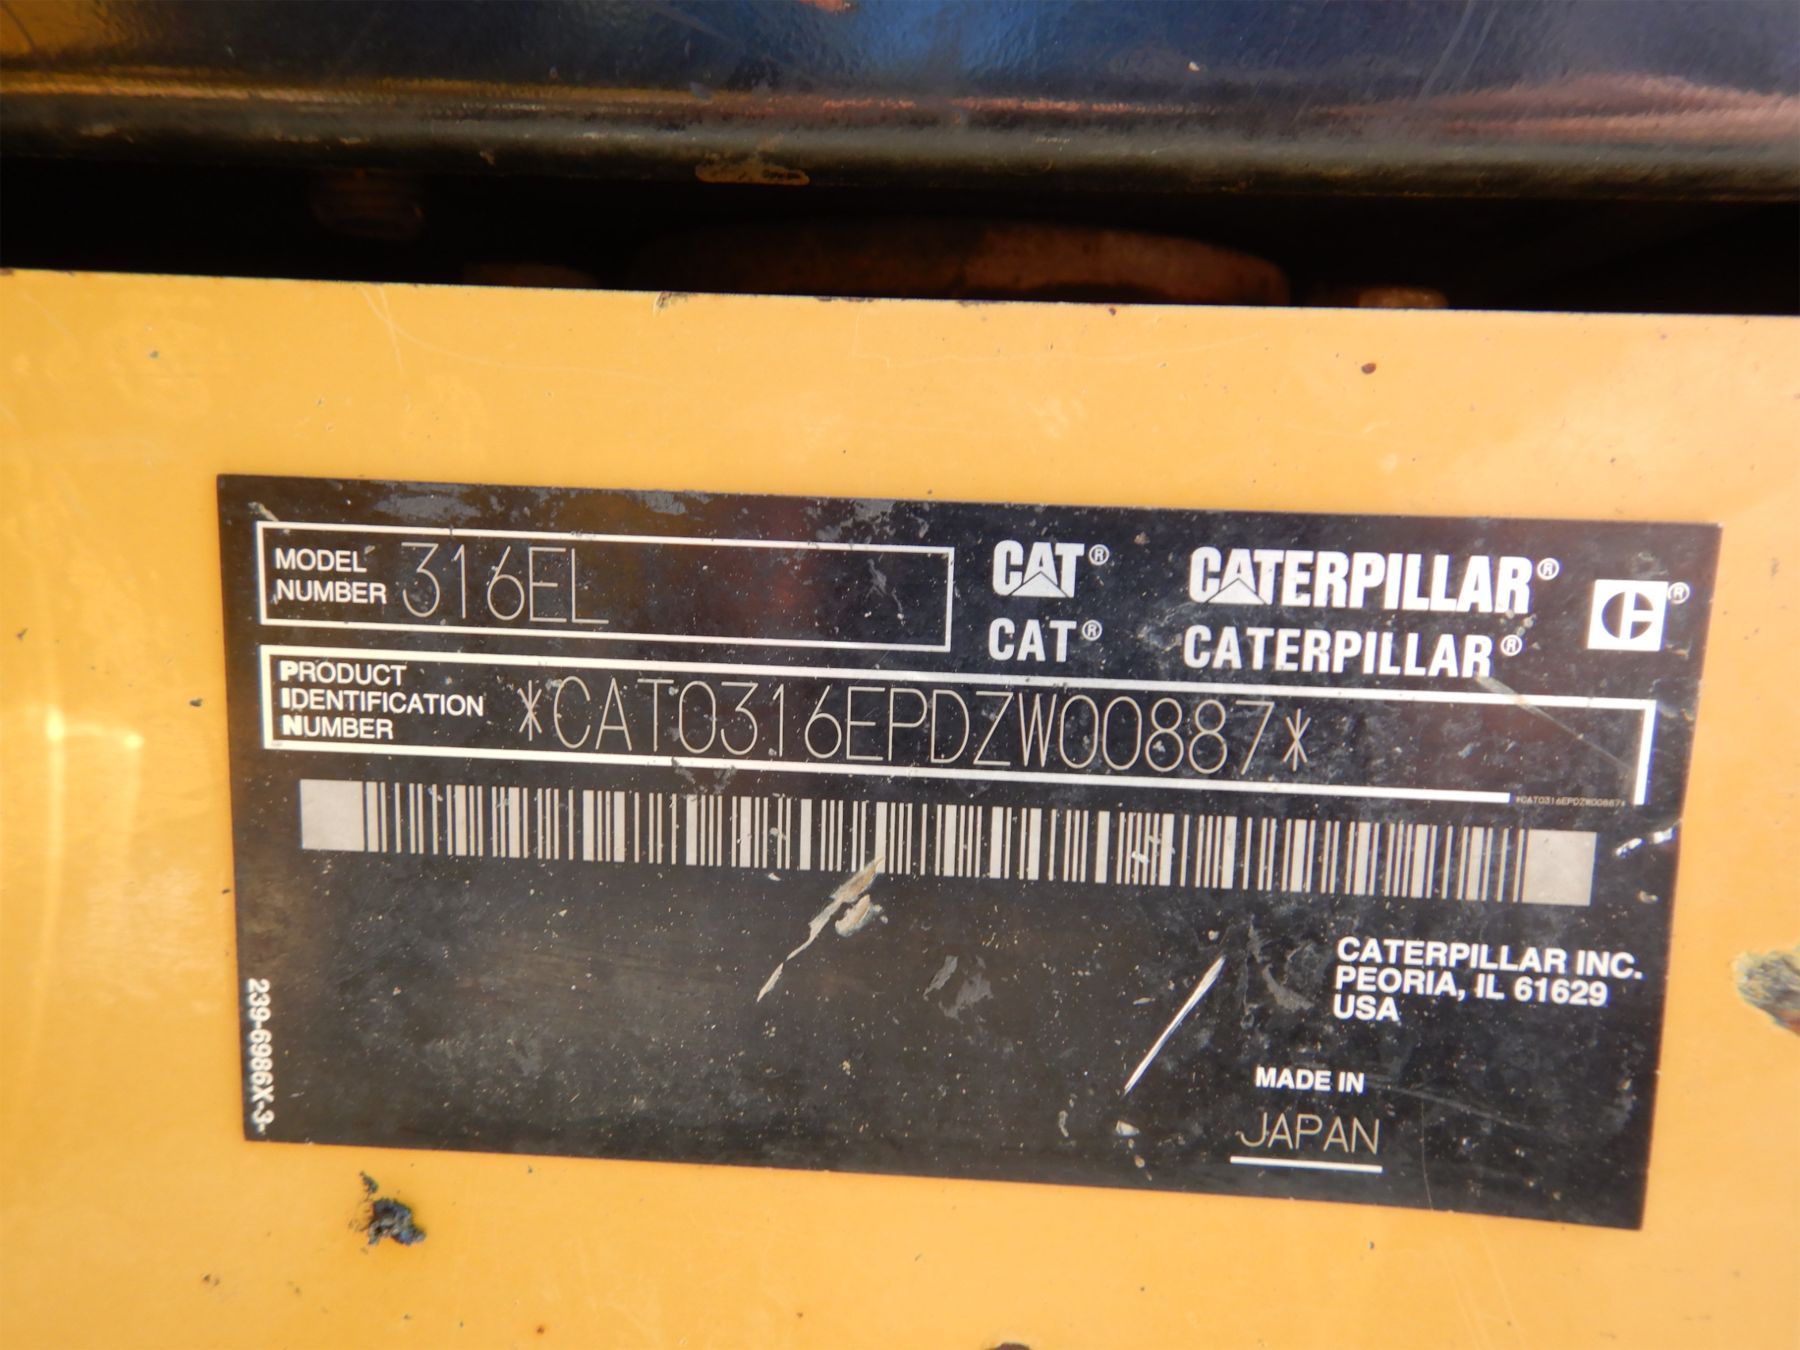 MODEL
NUMBER 316EL
CAT® CATERPILLAR® ®
CAT® CATERPILLAR®
PRODUCT
IDENTIFICATION
NUMBER *CAT0316EPDZW00887*
*CAT0316EPDZW00887*
CATERPILLAR INC.
PEORIA, IL 61629
USA
MADE IN
JAPAN
239-6986X-3